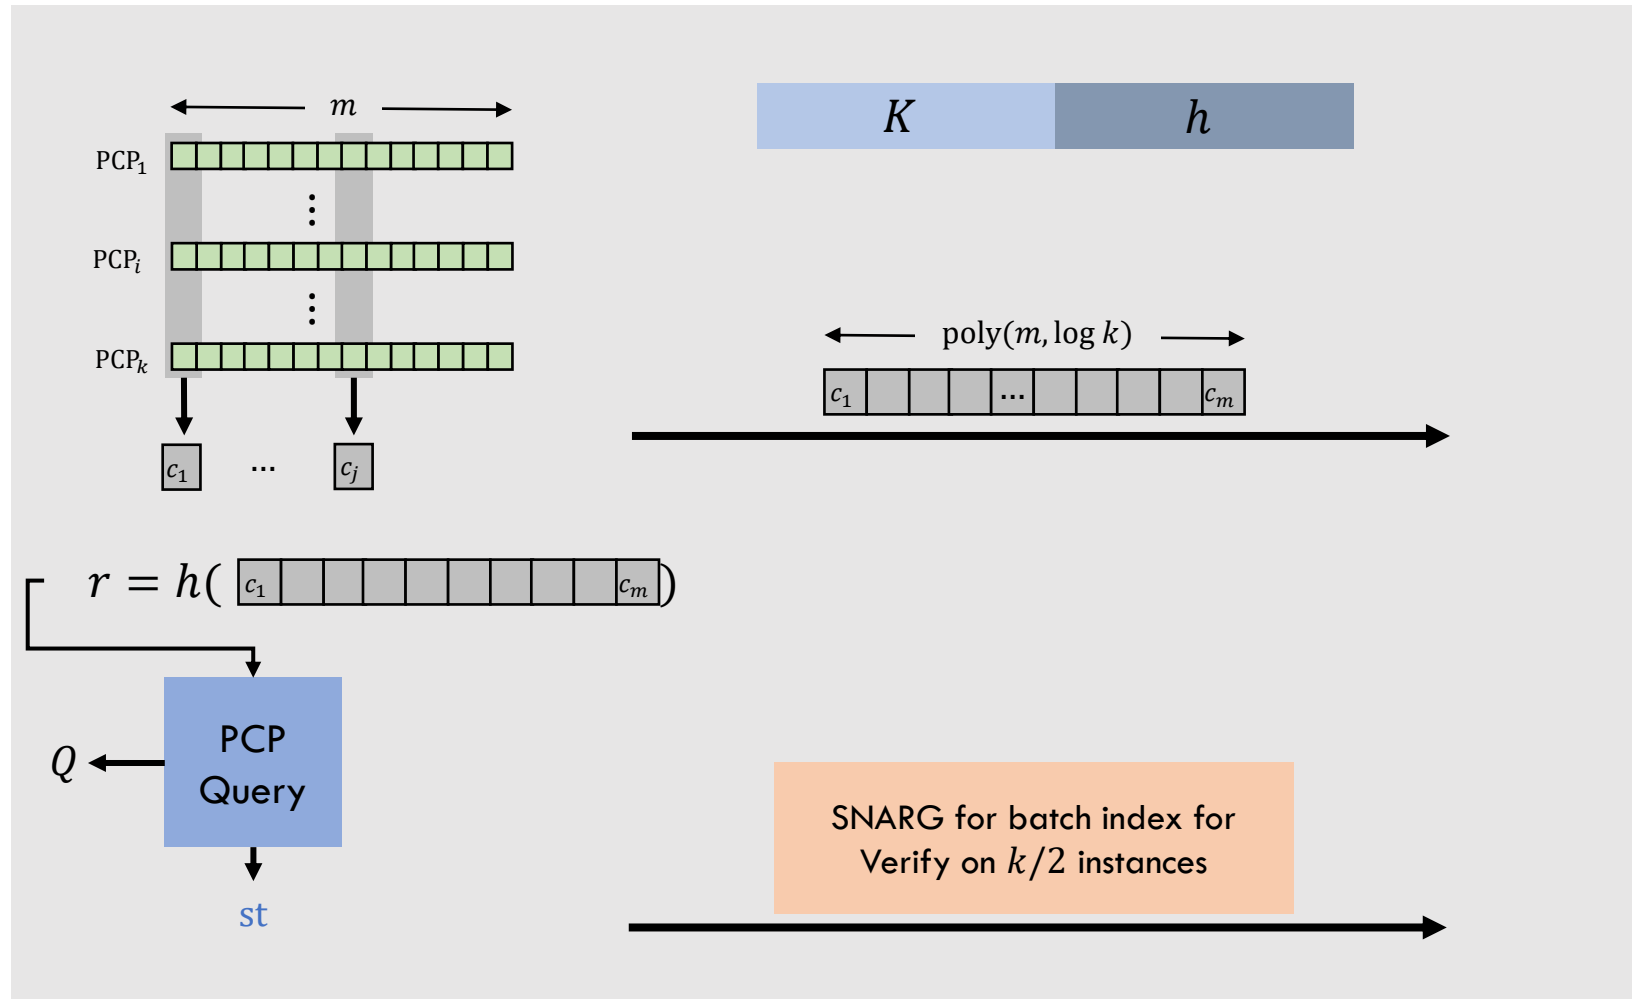 m
K
h
PCP₁
⋮
PCPᵢ
⋮
PCPₖ
poly(m, log k)
c₁ ... cₘ
c₁ ... cⱼ
r = h( c₁ cₘ )
PCP
Query
Q
st
SNARG for batch index for
Verify on k/2 instances